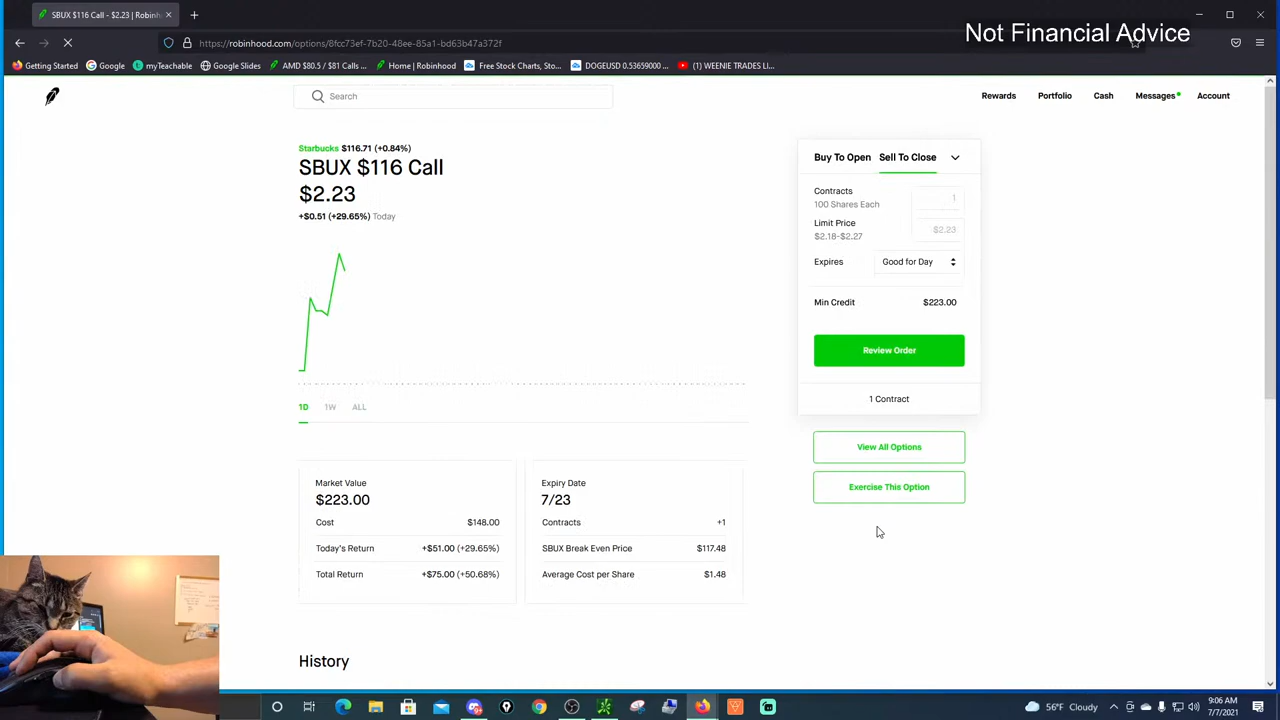 SBUX $116 Call - $2.23 | Robinh
Not Financial Advice
https://robinhood.com/options/8fcc73ef-7b20-48ee-85a1-bd63b47a372f
Getting Started Google myTeachable Google Slides AMD $80.5 / $81 Calls ... Home | Robinhood Free Stock Charts, Sto... DOGEUSD 0.53659000 ... WEENIE TRADES LI...
Search Rewards Portfolio Cash Messages Account
Starbucks $116.71 (+0.84%)
SBUX $116 Call
$2.23
+$0.51 (+29.65%) Today
1D 1W ALL
Buy To Open Sell To Close
Contracts 1
100 Shares Each
Limit Price $2.23
$2.18-$2.27
Expires Good for Day
Min Credit $223.00
Review Order
1 Contract
View All Options
Exercise This Option
Market Value
$223.00
Cost $148.00
Today's Return +$51.00 (+29.65%)
Total Return +$75.00 (+50.68%)
Expiry Date
7/23
Contracts +1
SBUX Break Even Price $117.48
Average Cost per Share $1.48
History
56°F Cloudy
9:06 AM
7/7/2021